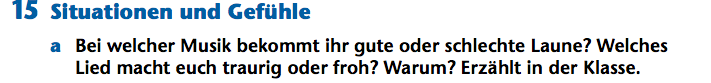 15 Situationen und Gefühle
a Bei welcher Musik bekommt ihr gute oder schlechte Laune? Welches
Lied macht euch traurig oder froh? Warum? Erzählt in der Klasse.